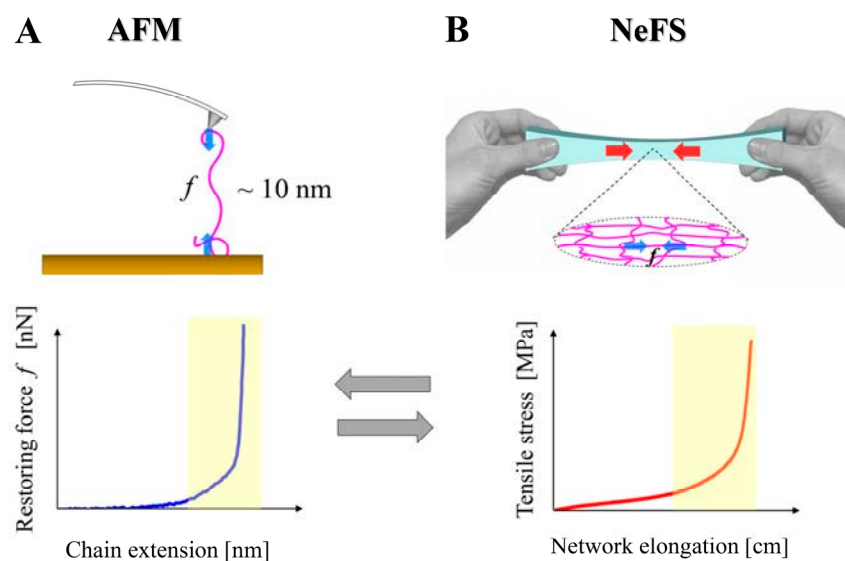 A AFM
f ~ 10 nm
Restoring force f [nN]
Chain extension [nm]
B NeFS
f
Tensile stress [MPa]
Network elongation [cm]